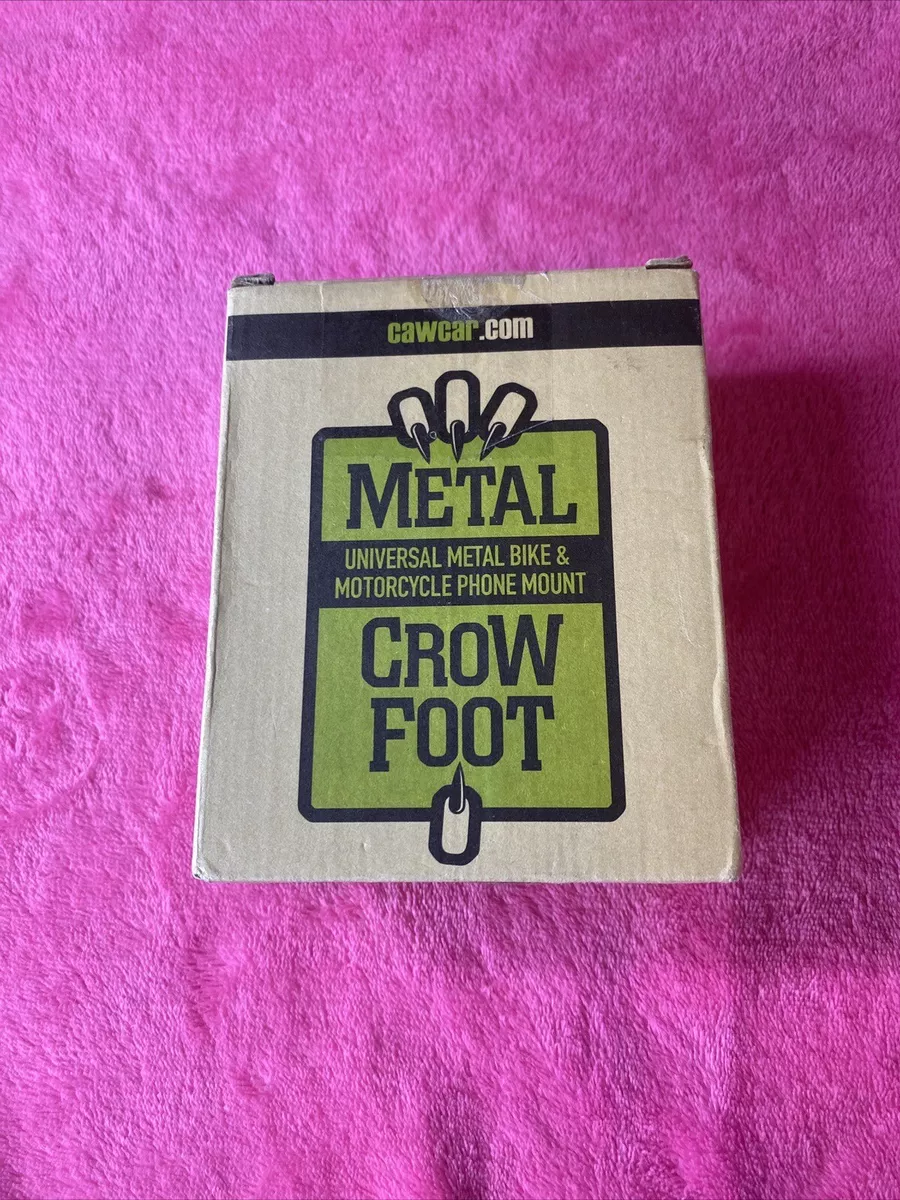 cawcar.com
METAL
UNIVERSAL METAL BIKE &
MOTORCYCLE PHONE MOUNT
CROW
FOOT